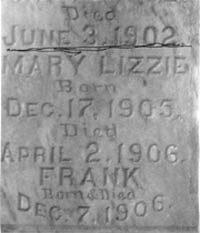 Died
JUNE 3, 1902.
MARY LIZZIE
Born
DEC. 17, 1905.
Died
APRIL 2, 1906.
FRANK
Born & Died
DEC. 7, 1906.